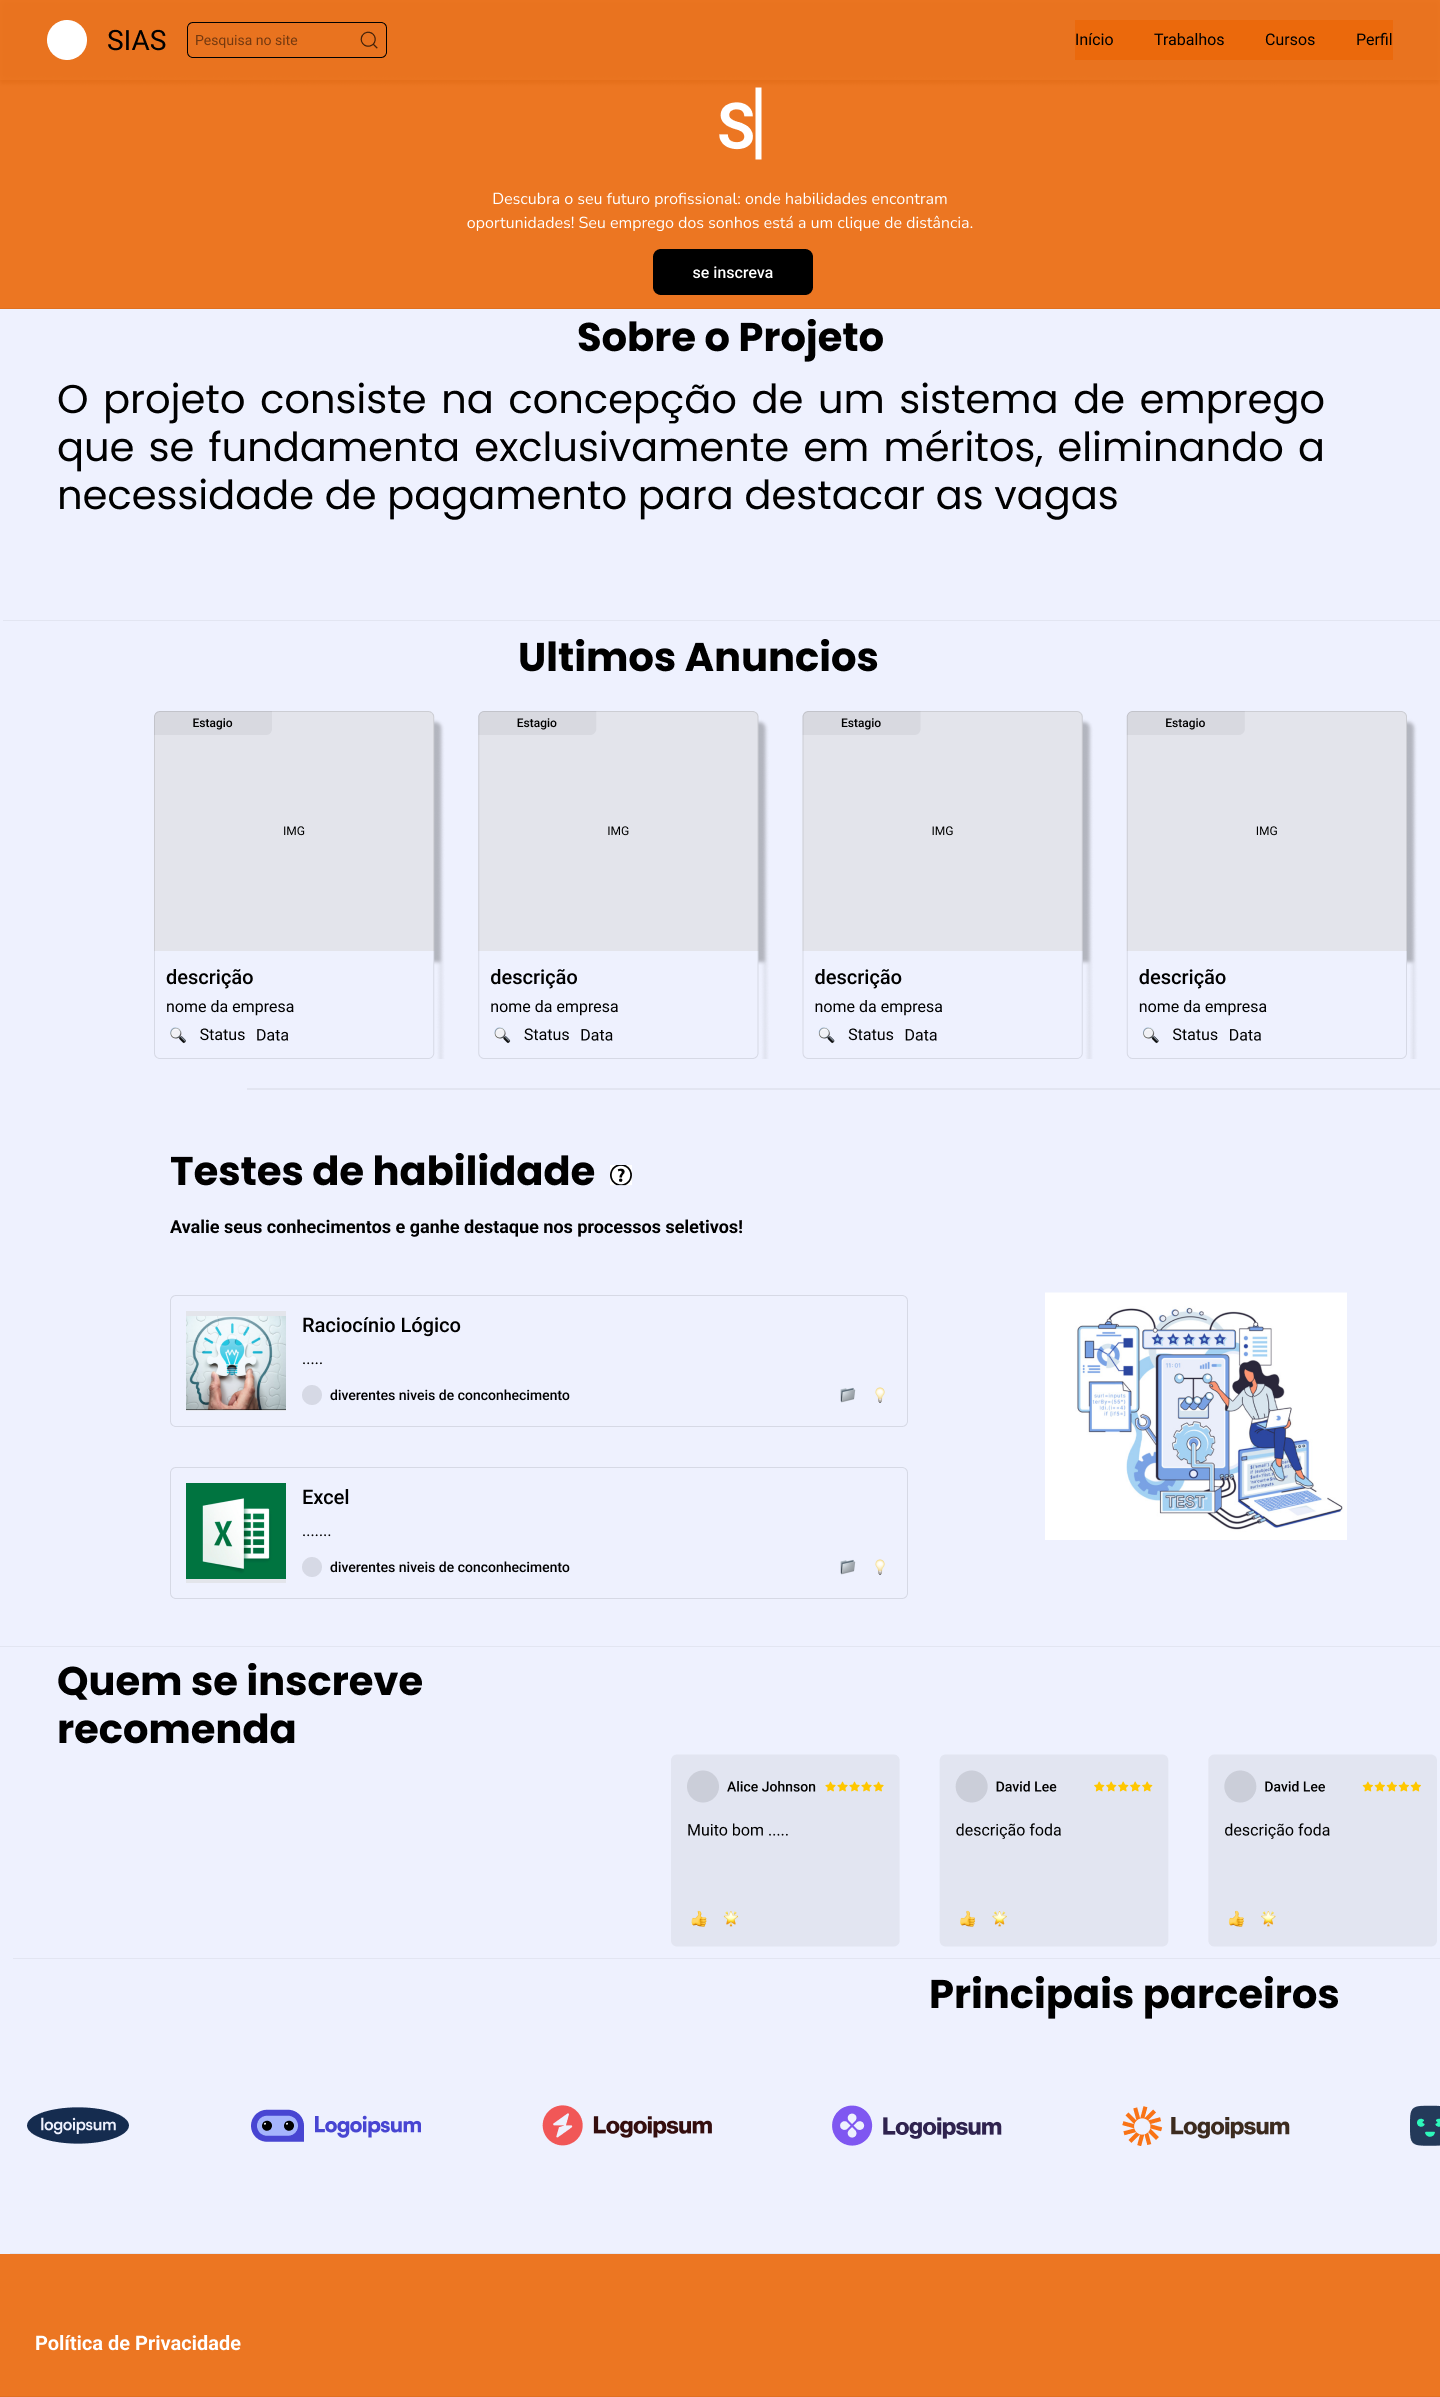 SIAS
Pesquisa no site
Início Trabalhos Cursos Perfil
S
Descubra o seu futuro profissional: onde habilidades encontram
oportunidades! Seu emprego dos sonhos está a um clique de distância.
se inscreva
Sobre o Projeto
O projeto consiste na concepção de um sistema de emprego
que se fundamenta exclusivamente em méritos, eliminando a
necessidade de pagamento para destacar as vagas
Ultimos Anuncios
Estagio
IMG
descrição
nome da empresa
Status Data
Estagio
IMG
descrição
nome da empresa
Status Data
Estagio
IMG
descrição
nome da empresa
Status Data
Estagio
IMG
descrição
nome da empresa
Status Data
Testes de habilidade ?
Avalie seus conhecimentos e ganhe destaque nos processos seletivos!
Raciocínio Lógico
.....
diverentes niveis de conconhecimento
X
Excel
.......
diverentes niveis de conconhecimento
TEST
Quem se inscreve
recomenda
Alice Johnson
Muito bom .....
David Lee
descrição foda
David Lee
descrição foda
Principais parceiros
logoipsum
Logoipsum
Logoipsum
Logoipsum
Logoipsum
Política de Privacidade